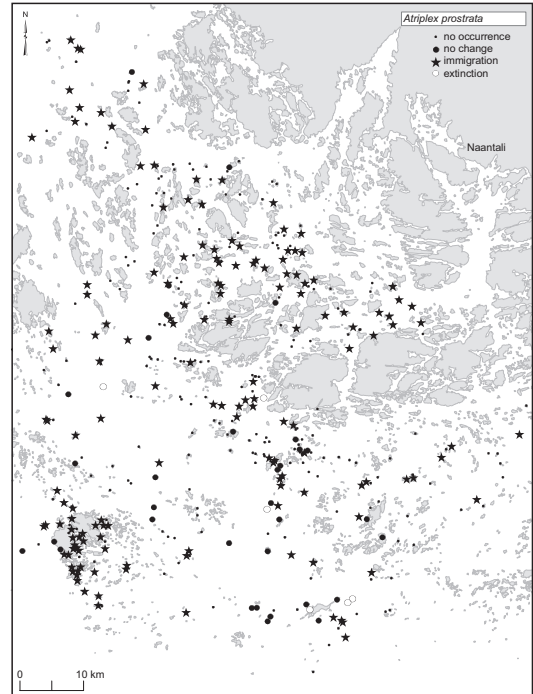 N
Atriplex prostrata
no occurrence
no change
immigration
extinction
Naantali
0 10 km